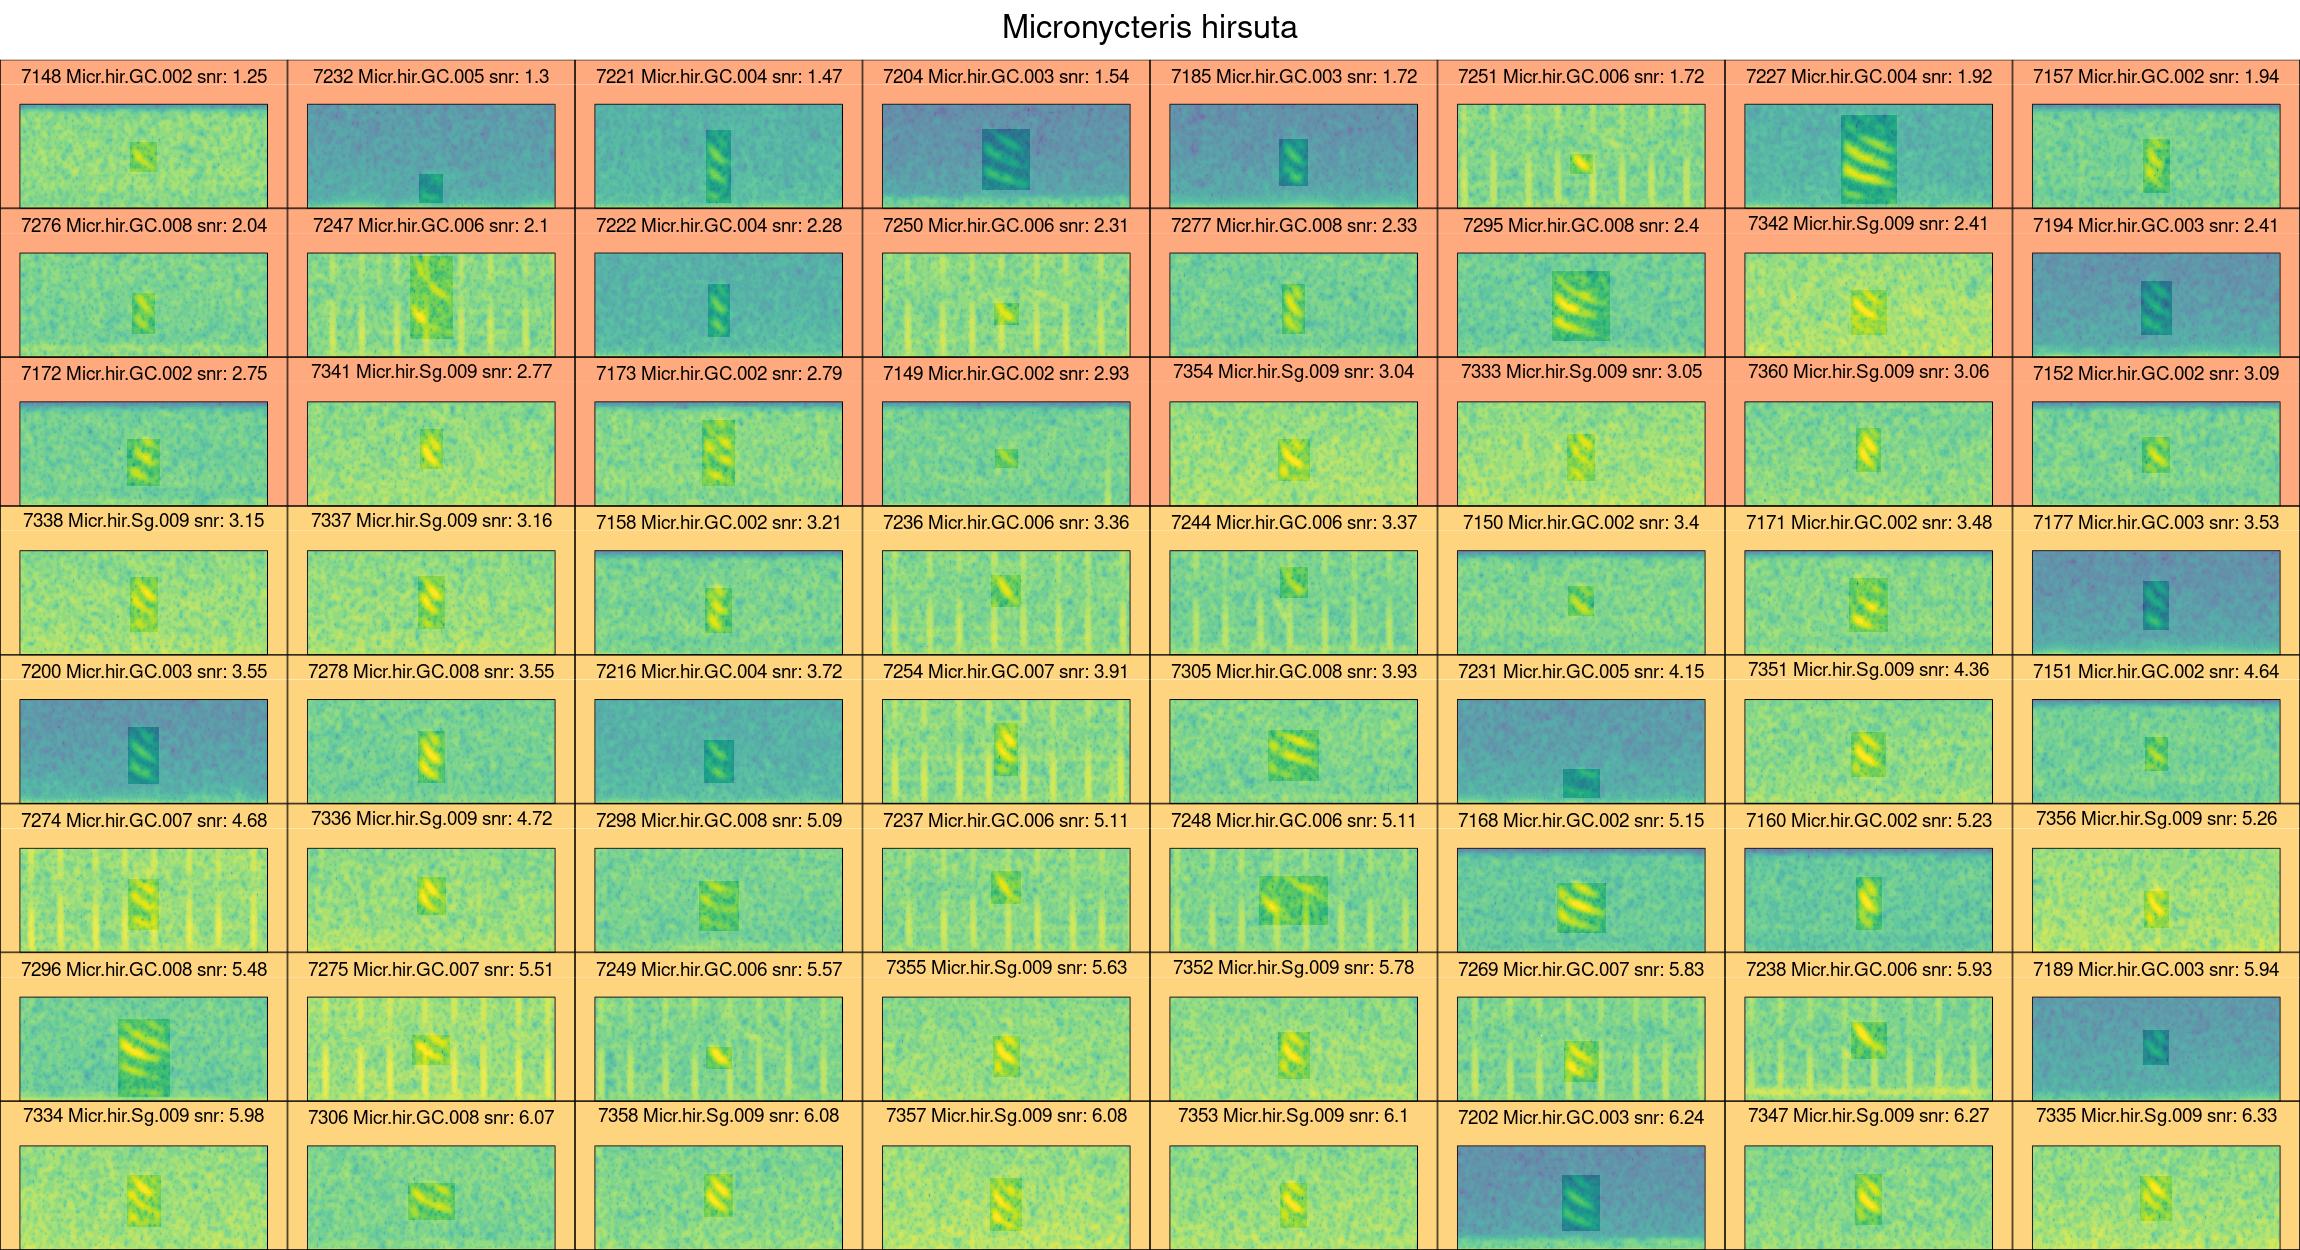 Micronycteris hirsuta
7148 Micr.hir.GC.002 snr: 1.25
7232 Micr.hir.GC.005 snr: 1.3
7221 Micr.hir.GC.004 snr: 1.47
7204 Micr.hir.GC.003 snr: 1.54
7185 Micr.hir.GC.003 snr: 1.72
7251 Micr.hir.GC.006 snr: 1.72
7227 Micr.hir.GC.004 snr: 1.92
7157 Micr.hir.GC.002 snr: 1.94
7276 Micr.hir.GC.008 snr: 2.04
7247 Micr.hir.GC.006 snr: 2.1
7222 Micr.hir.GC.004 snr: 2.28
7250 Micr.hir.GC.006 snr: 2.31
7277 Micr.hir.GC.008 snr: 2.33
7295 Micr.hir.GC.008 snr: 2.4
7342 Micr.hir.Sg.009 snr: 2.41
7194 Micr.hir.GC.003 snr: 2.41
7172 Micr.hir.GC.002 snr: 2.75
7341 Micr.hir.Sg.009 snr: 2.77
7173 Micr.hir.GC.002 snr: 2.79
7149 Micr.hir.GC.002 snr: 2.93
7354 Micr.hir.Sg.009 snr: 3.04
7333 Micr.hir.Sg.009 snr: 3.05
7360 Micr.hir.Sg.009 snr: 3.06
7152 Micr.hir.GC.002 snr: 3.09
7338 Micr.hir.Sg.009 snr: 3.15
7337 Micr.hir.Sg.009 snr: 3.16
7158 Micr.hir.GC.002 snr: 3.21
7236 Micr.hir.GC.006 snr: 3.36
7244 Micr.hir.GC.006 snr: 3.37
7150 Micr.hir.GC.002 snr: 3.4
7171 Micr.hir.GC.002 snr: 3.48
7177 Micr.hir.GC.003 snr: 3.53
7200 Micr.hir.GC.003 snr: 3.55
7278 Micr.hir.GC.008 snr: 3.55
7216 Micr.hir.GC.004 snr: 3.72
7254 Micr.hir.GC.007 snr: 3.91
7305 Micr.hir.GC.008 snr: 3.93
7231 Micr.hir.GC.005 snr: 4.15
7351 Micr.hir.Sg.009 snr: 4.36
7151 Micr.hir.GC.002 snr: 4.64
7274 Micr.hir.GC.007 snr: 4.68
7336 Micr.hir.Sg.009 snr: 4.72
7298 Micr.hir.GC.008 snr: 5.09
7237 Micr.hir.GC.006 snr: 5.11
7248 Micr.hir.GC.006 snr: 5.11
7168 Micr.hir.GC.002 snr: 5.15
7160 Micr.hir.GC.002 snr: 5.23
7356 Micr.hir.Sg.009 snr: 5.26
7296 Micr.hir.GC.008 snr: 5.48
7275 Micr.hir.GC.007 snr: 5.51
7249 Micr.hir.GC.006 snr: 5.57
7355 Micr.hir.Sg.009 snr: 5.63
7352 Micr.hir.Sg.009 snr: 5.78
7269 Micr.hir.GC.007 snr: 5.83
7238 Micr.hir.GC.006 snr: 5.93
7189 Micr.hir.GC.003 snr: 5.94
7334 Micr.hir.Sg.009 snr: 5.98
7306 Micr.hir.GC.008 snr: 6.07
7358 Micr.hir.Sg.009 snr: 6.08
7357 Micr.hir.Sg.009 snr: 6.08
7353 Micr.hir.Sg.009 snr: 6.1
7202 Micr.hir.GC.003 snr: 6.24
7347 Micr.hir.Sg.009 snr: 6.27
7335 Micr.hir.Sg.009 snr: 6.33